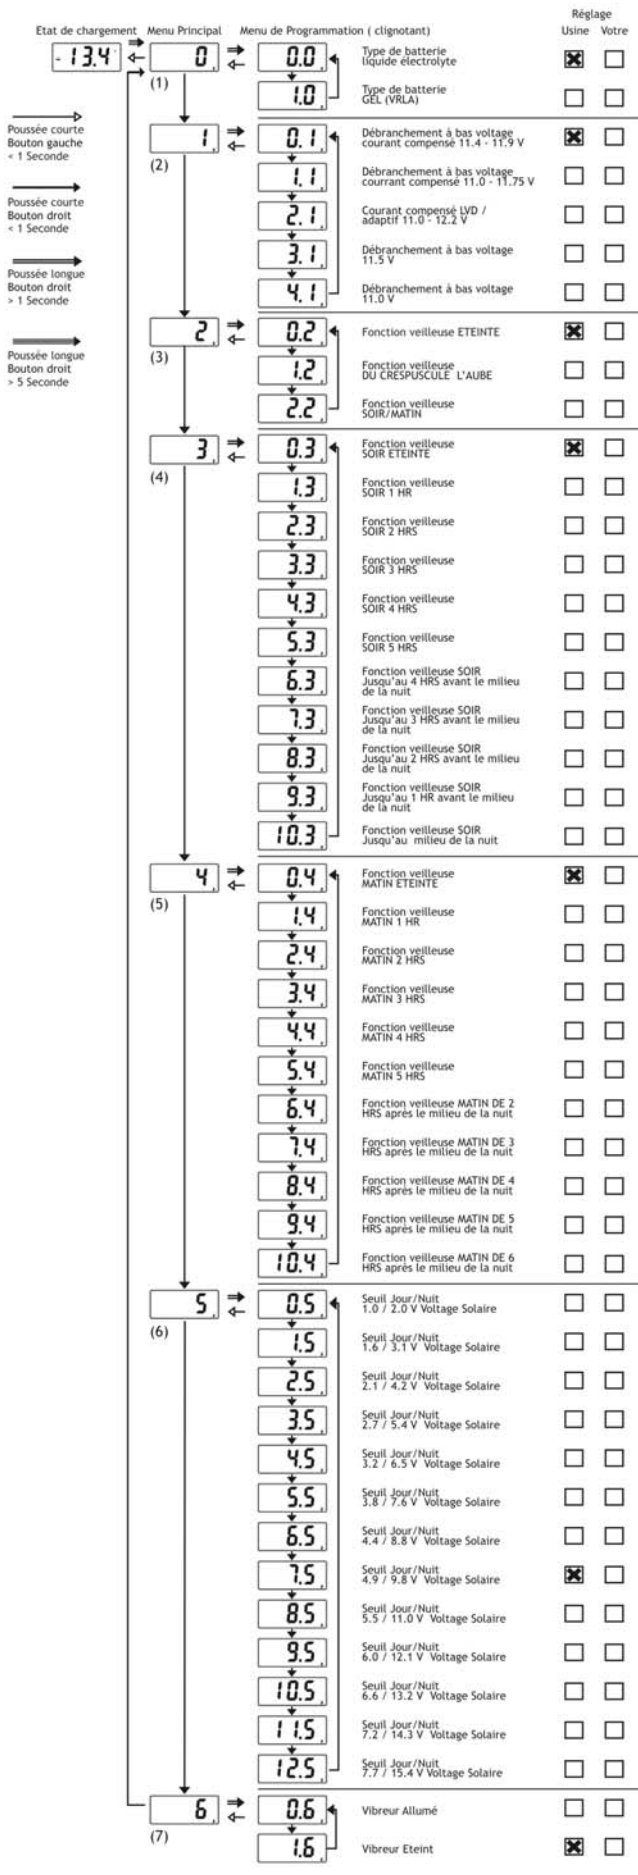 Réglage
Etat de chargement Menu Principal Menu de Programmation ( clignotant) Usine Votre
- 13.4 0 0.0 Type de batterie
liquide électrolyte
(1)
1.0 Type de batterie
GEL (VRLA)
Poussée courte
Bouton gauche
< 1 Seconde
Poussée courte
Bouton droit
< 1 Seconde
Poussée longue
Bouton droit
> 1 Seconde
Poussée longue
Bouton droit
> 5 Seconde
1 0.1 Débranchement à bas voltage
courant compensé 11.4 - 11.9 V
(2)
1.1 Débranchement à bas voltage
courrant compensé 11.0 - 11.75 V
2.1 Courant compensé LVD /
adaptif 11.0 - 12.2 V
3.1 Débranchement à bas voltage
11.5 V
4.1 Débranchement à bas voltage
11.0 V
2 0.2 Fonction veilleuse ETEINTE
(3)
1.2 Fonction veilleuse
DU CRESPUSCULE L'AUBE
2.2 Fonction veilleuse
SOIR/MATIN
3 0.3 Fonction veilleuse
SOIR ETEINTE
(4)
1.3 Fonction veilleuse
SOIR 1 HR
2.3 Fonction veilleuse
SOIR 2 HRS
3.3 Fonction veilleuse
SOIR 3 HRS
4.3 Fonction veilleuse
SOIR 4 HRS
5.3 Fonction veilleuse
SOIR 5 HRS
6.3 Fonction veilleuse SOIR
Jusqu'au 4 HRS avant le milieu
de la nuit
7.3 Fonction veilleuse SOIR
Jusqu'au 3 HRS avant le milieu
de la nuit
8.3 Fonction veilleuse SOIR
Jusqu'au 2 HRS avant le milieu
de la nuit
9.3 Fonction veilleuse SOIR
Jusqu'au 1 HR avant le milieu
de la nuit
10.3 Fonction veilleuse SOIR
Jusqu'au milieu de la nuit
4 0.4 Fonction veilleuse
MATIN ETEINTE
(5)
1.4 Fonction veilleuse
MATIN 1 HR
2.4 Fonction veilleuse
MATIN 2 HRS
3.4 Fonction veilleuse
MATIN 3 HRS
4.4 Fonction veilleuse
MATIN 4 HRS
5.4 Fonction veilleuse
MATIN 5 HRS
6.4 Fonction veilleuse MATIN DE 2
HRS après le milieu de la nuit
7.4 Fonction veilleuse MATIN DE 3
HRS après le milieu de la nuit
8.4 Fonction veilleuse MATIN DE 4
HRS après le milieu de la nuit
9.4 Fonction veilleuse MATIN DE 5
HRS après le milieu de la nuit
10.4 Fonction veilleuse MATIN DE 6
HRS après le milieu de la nuit
5 0.5 Seuil Jour/Nuit
1.0 / 2.0 V Voltage Solaire
(6)
1.5 Seuil Jour/Nuit
1.6 / 3.1 V Voltage Solaire
2.5 Seuil Jour/Nuit
2.1 / 4.2 V Voltage Solaire
3.5 Seuil Jour/Nuit
2.7 / 5.4 V Voltage Solaire
4.5 Seuil Jour/Nuit
3.2 / 6.5 V Voltage Solaire
5.5 Seuil Jour/Nuit
3.8 / 7.6 V Voltage Solaire
6.5 Seuil Jour/Nuit
4.4 / 8.8 V Voltage Solaire
7.5 Seuil Jour/Nuit
4.9 / 9.8 V Voltage Solaire
8.5 Seuil Jour/Nuit
5.5 / 11.0 V Voltage Solaire
9.5 Seuil Jour/Nuit
6.0 / 12.1 V Voltage Solaire
10.5 Seuil Jour/Nuit
6.6 / 13.2 V Voltage Solaire
11.5 Seuil Jour/Nuit
7.2 / 14.3 V Voltage Solaire
12.5 Seuil Jour/Nuit
7.7 / 15.4 V Voltage Solaire
6 0.6 Vibreur Allumé
(7)
1.6 Vibreur Eteint